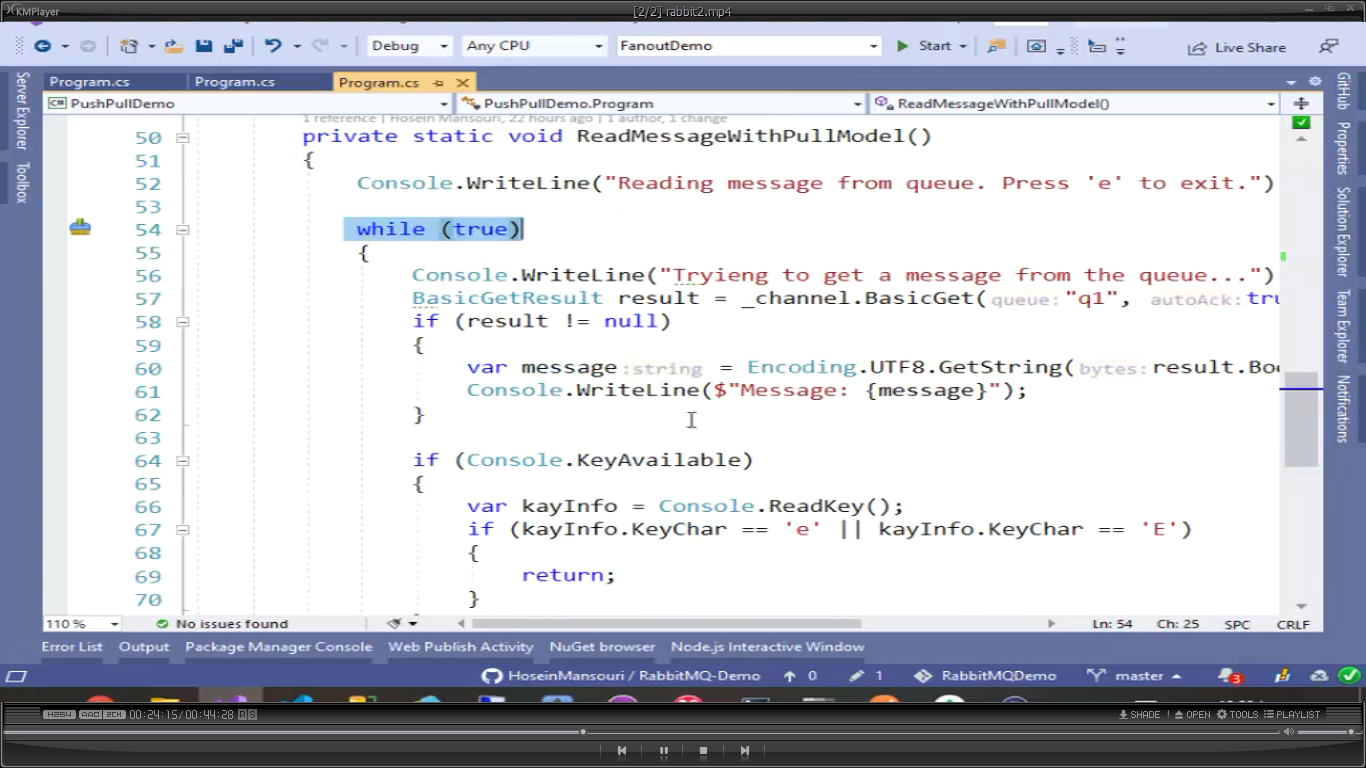 KMPlayer
[2/2] rabbit2.mp4
Debug Any CPU FanoutDemo Start Live Share
Program.cs Program.cs Program.cs
C# PushPullDemo PushPullDemo.Program ReadMessageWithPullModel()
Server Explorer
Toolbox
1 reference | Hosein Mansouri, 22 hours ago | 1 author, 1 change
50 private static void ReadMessageWithPullModel()
51 {
52 Console.WriteLine("Reading message from queue. Press 'e' to exit.")
53
54 while (true)
55 {
56 Console.WriteLine("Tryieng to get a message from the queue...")
57 BasicGetResult result = _channel.BasicGet(queue: "q1", autoAck: tru
58 if (result != null)
59 {
60 var message:string = Encoding.UTF8.GetString(bytes: result.Bo
61 Console.WriteLine($"Message: {message}");
62 }
63
64 if (Console.KeyAvailable)
65 {
66 var kayInfo = Console.ReadKey();
67 if (kayInfo.KeyChar == 'e' || kayInfo.KeyChar == 'E')
68 {
69 return;
70 }
GitHub
Properties
Solution Explorer
Team Explorer
Notifications
110 % No issues found Ln: 54 Ch: 25 SPC CRLF
Error List Output Package Manager Console Web Publish Activity NuGet browser Node.js Interactive Window
HoseinMansouri / RabbitMQ-Demo 0 1 RabbitMQDemo master 3
H264 AAC 2CH 00:24:15/00:44:28 R S SHADE OPEN TOOLS PLAYLIST